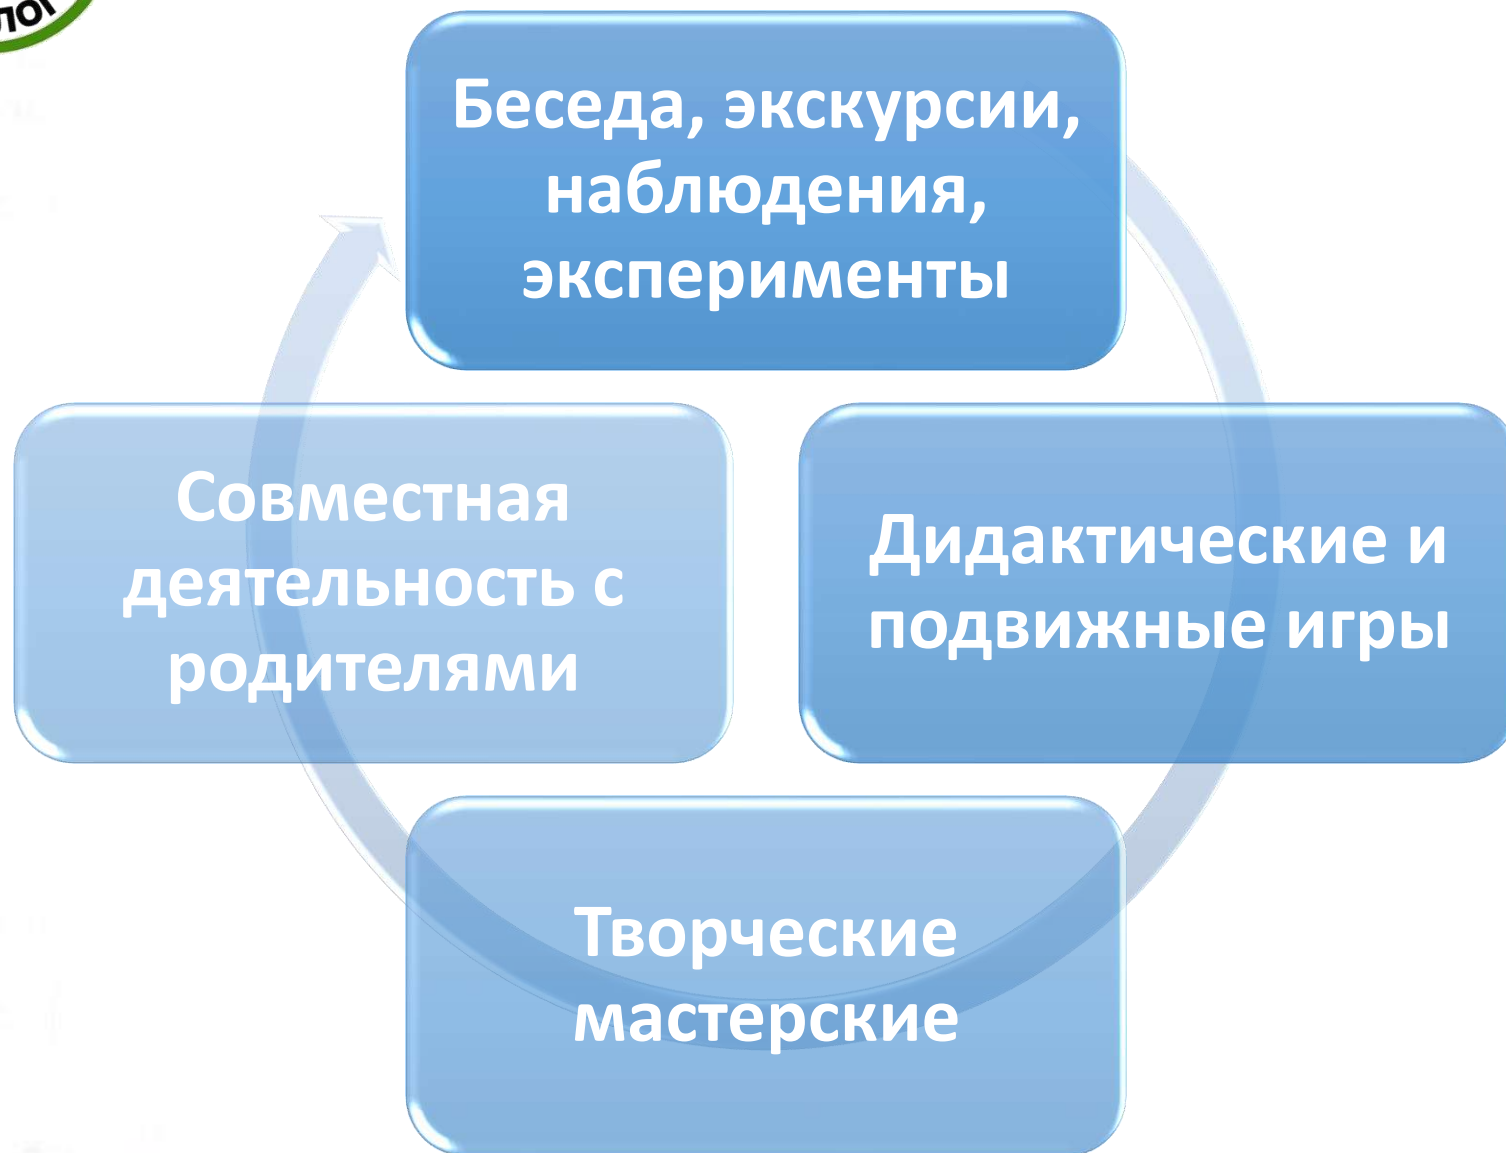 Беседа, экскурсии,
наблюдения,
эксперименты
Совместная
деятельность с
родителями
Дидактические и
подвижные игры
Творческие
мастерские